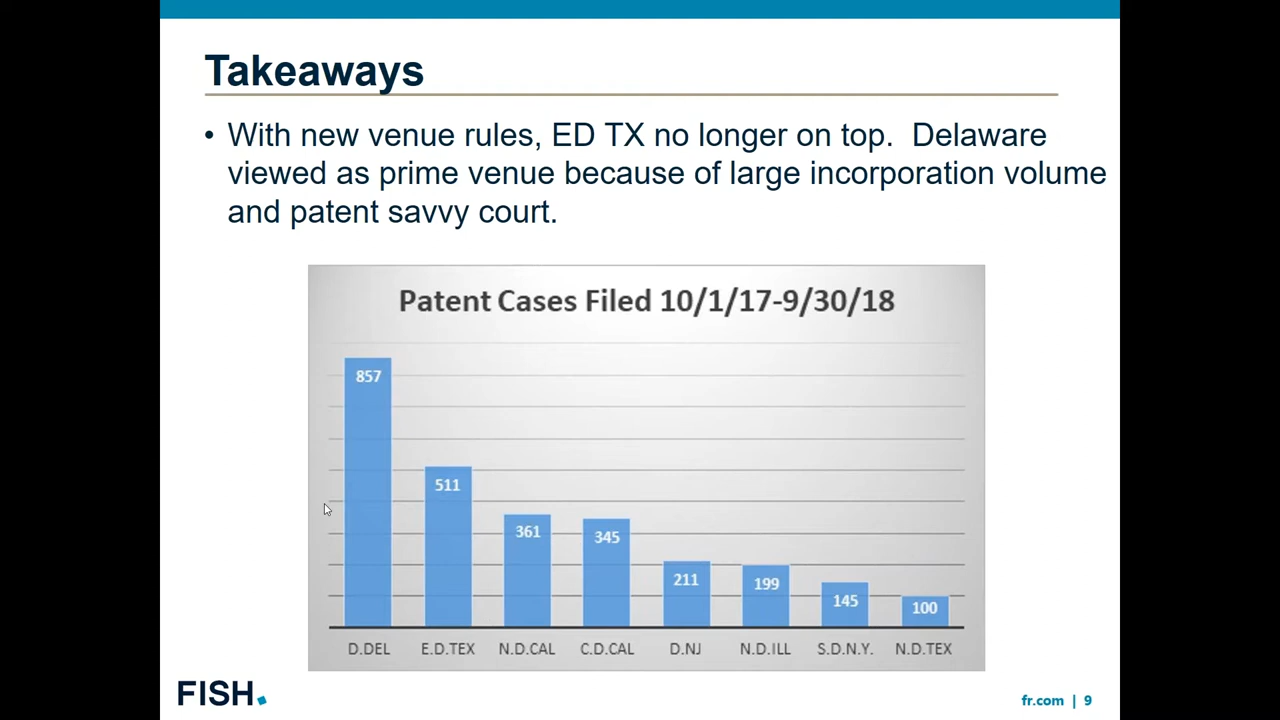 Takeaways
• With new venue rules, ED TX no longer on top.  Delaware
viewed as prime venue because of large incorporation volume
and patent savvy court.
Patent Cases Filed 10/1/17-9/30/18
857
511
361
345
211
199
145
100
D.DEL E.D.TEX N.D.CAL C.D.CAL D.NJ N.D.ILL S.D.N.Y. N.D.TEX
FISH.
fr.com | 9